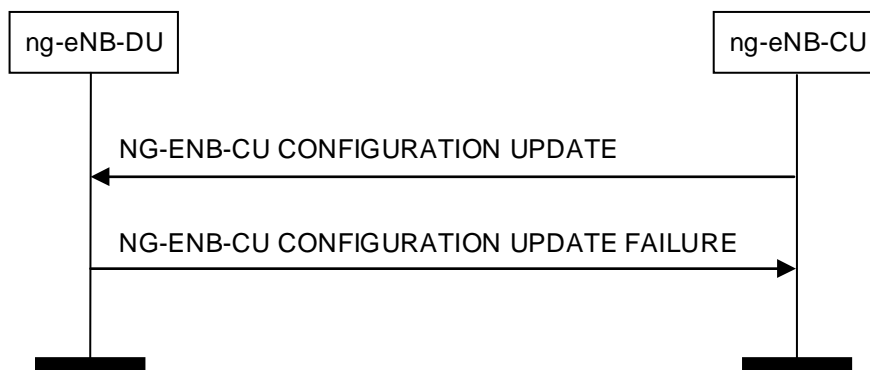 ng-eNB-DU
ng-eNB-CU
NG-ENB-CU CONFIGURATION UPDATE
NG-ENB-CU CONFIGURATION UPDATE FAILURE